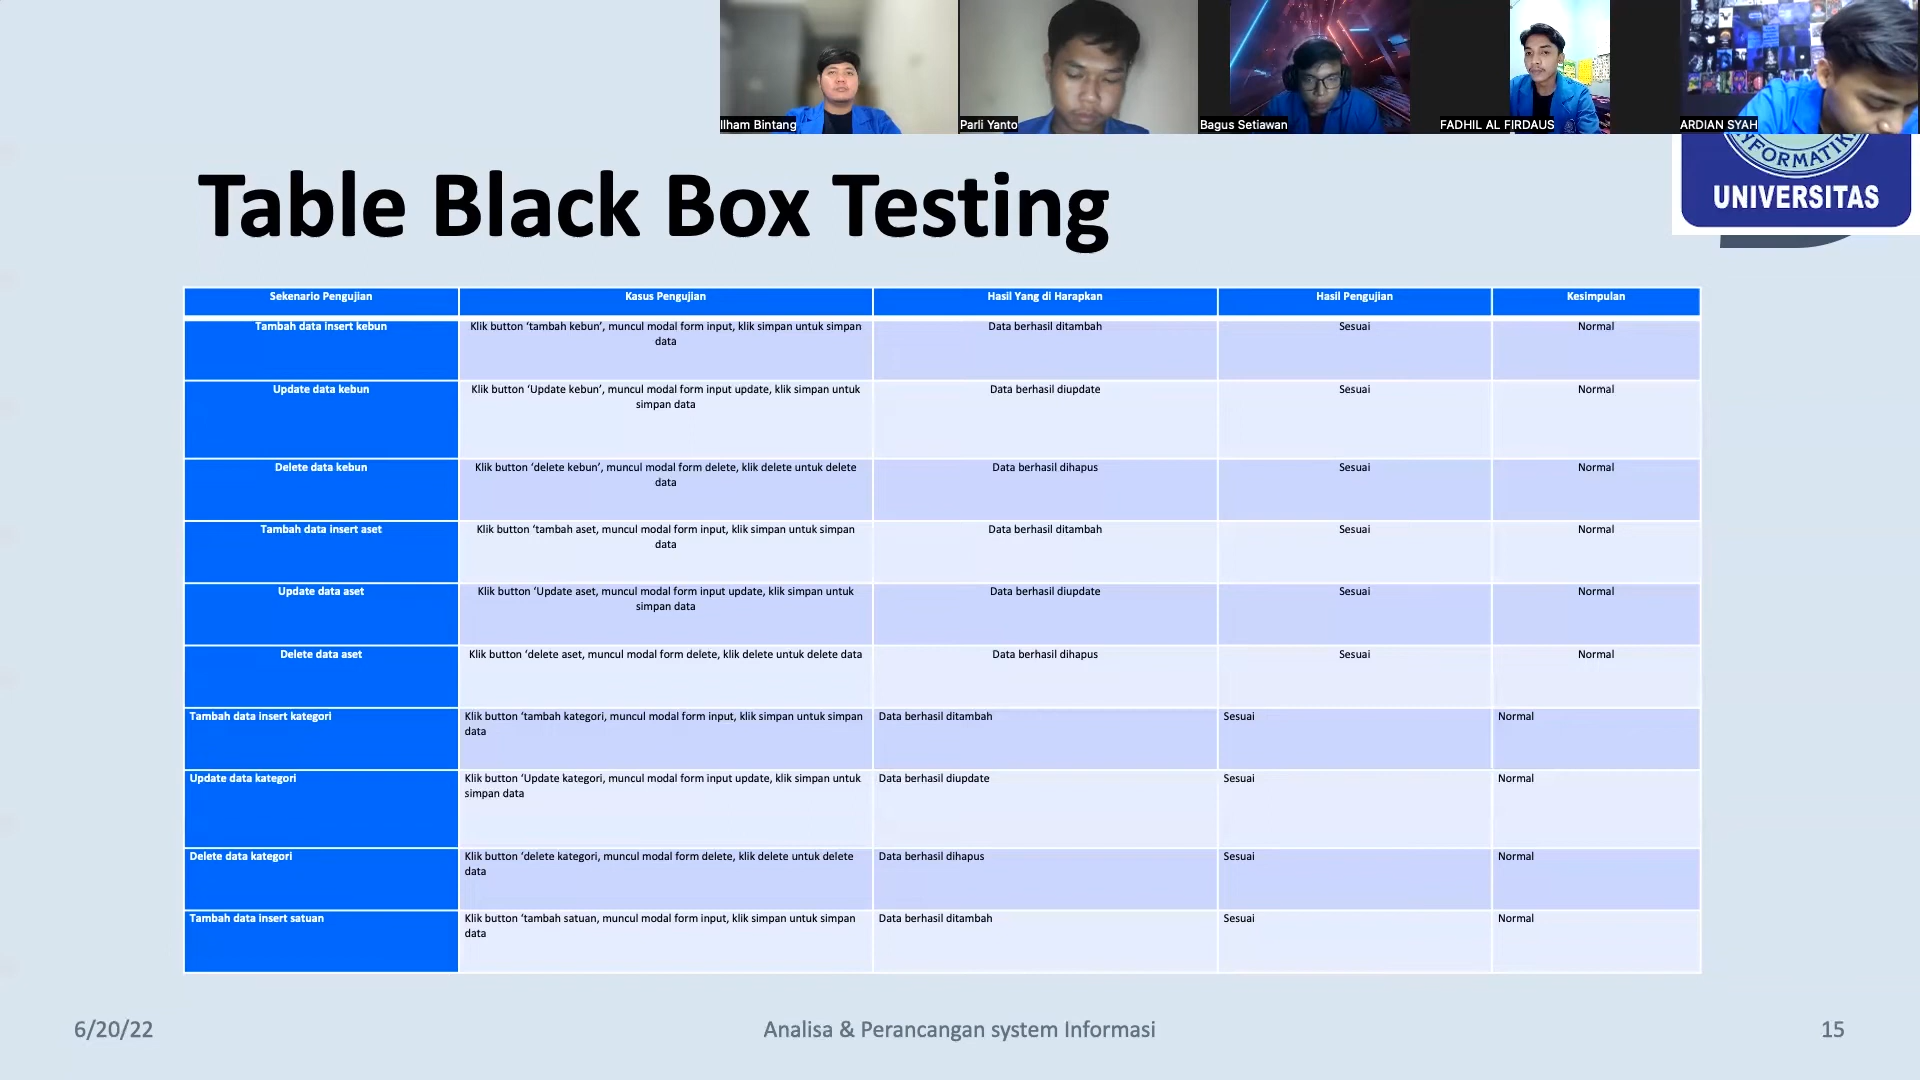 Ilham Bintang
Parli Yanto
Bagus Setiawan
FADHIL AL FIRDAUS
ARDIAN SYAH
UNIVERSITAS
Table Black Box Testing
Sekenario Pengujian
Kasus Pengujian
Hasil Yang di Harapkan
Hasil Pengujian
Kesimpulan
Tambah data insert kebun
Klik button ‘tambah kebun’, muncul modal form input, klik simpan untuk simpan
data
Data berhasil ditambah
Sesuai
Normal
Update data kebun
Klik button ‘Update kebun’, muncul modal form input update, klik simpan untuk
simpan data
Data berhasil diupdate
Sesuai
Normal
Delete data kebun
Klik button ‘delete kebun’, muncul modal form delete, klik delete untuk delete
data
Data berhasil dihapus
Sesuai
Normal
Tambah data insert aset
Klik button ‘tambah aset, muncul modal form input, klik simpan untuk simpan
data
Data berhasil ditambah
Sesuai
Normal
Update data aset
Klik button ‘Update aset, muncul modal form input update, klik simpan untuk
simpan data
Data berhasil diupdate
Sesuai
Normal
Delete data aset
Klik button ‘delete aset, muncul modal form delete, klik delete untuk delete data
Data berhasil dihapus
Sesuai
Normal
Tambah data insert kategori
Klik button ‘tambah kategori, muncul modal form input, klik simpan untuk simpan
data
Data berhasil ditambah
Sesuai
Normal
Update data kategori
Klik button ‘Update kategori, muncul modal form input update, klik simpan untuk
simpan data
Data berhasil diupdate
Sesuai
Normal
Delete data kategori
Klik button ‘delete kategori, muncul modal form delete, klik delete untuk delete
data
Data berhasil dihapus
Sesuai
Normal
Tambah data insert satuan
Klik button ‘tambah satuan, muncul modal form input, klik simpan untuk simpan
data
Data berhasil ditambah
Sesuai
Normal
6/20/22
Analisa & Perancangan system Informasi
15